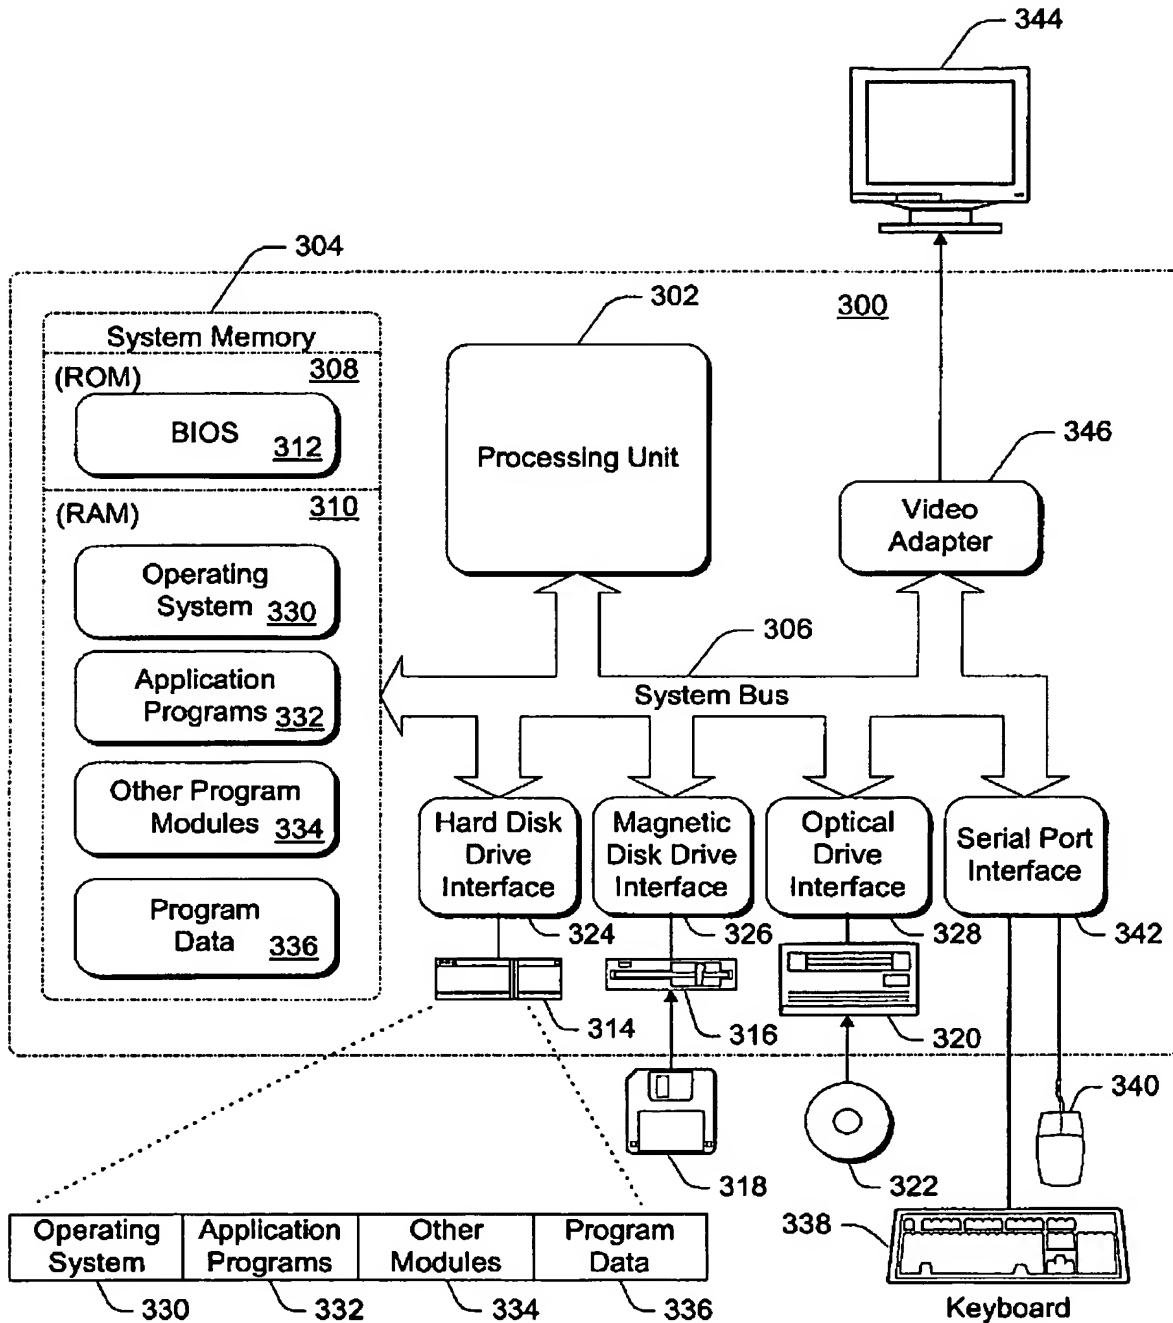 344
304
302
300
System Memory
(ROM)
308
BIOS
312
Processing Unit
346
(RAM)
310
Video
Adapter
Operating
System
330
306
Application
Programs
332
System Bus
Other Program
Modules
334
Hard Disk
Drive
Interface
Magnetic
Disk Drive
Interface
Optical
Drive
Interface
Serial Port
Interface
Program
Data
336
324
326
328
342
314
316
320
340
318
322
338
Operating
System
Application
Programs
Other
Modules
Program
Data
330
332
334
336
Keyboard